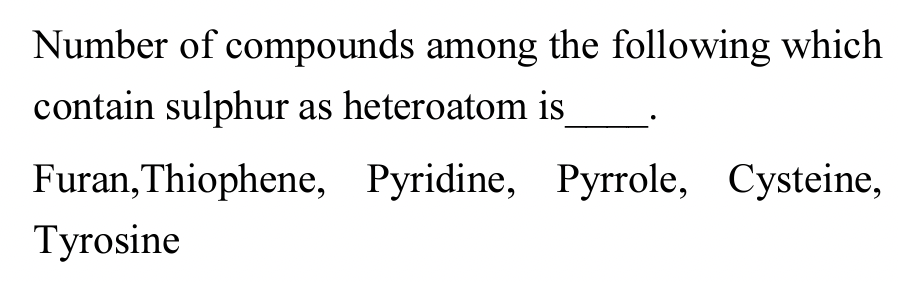 Number of compounds among the following which
contain sulphur as heteroatom is____.
Furan,Thiophene, Pyridine, Pyrrole, Cysteine,
Tyrosine